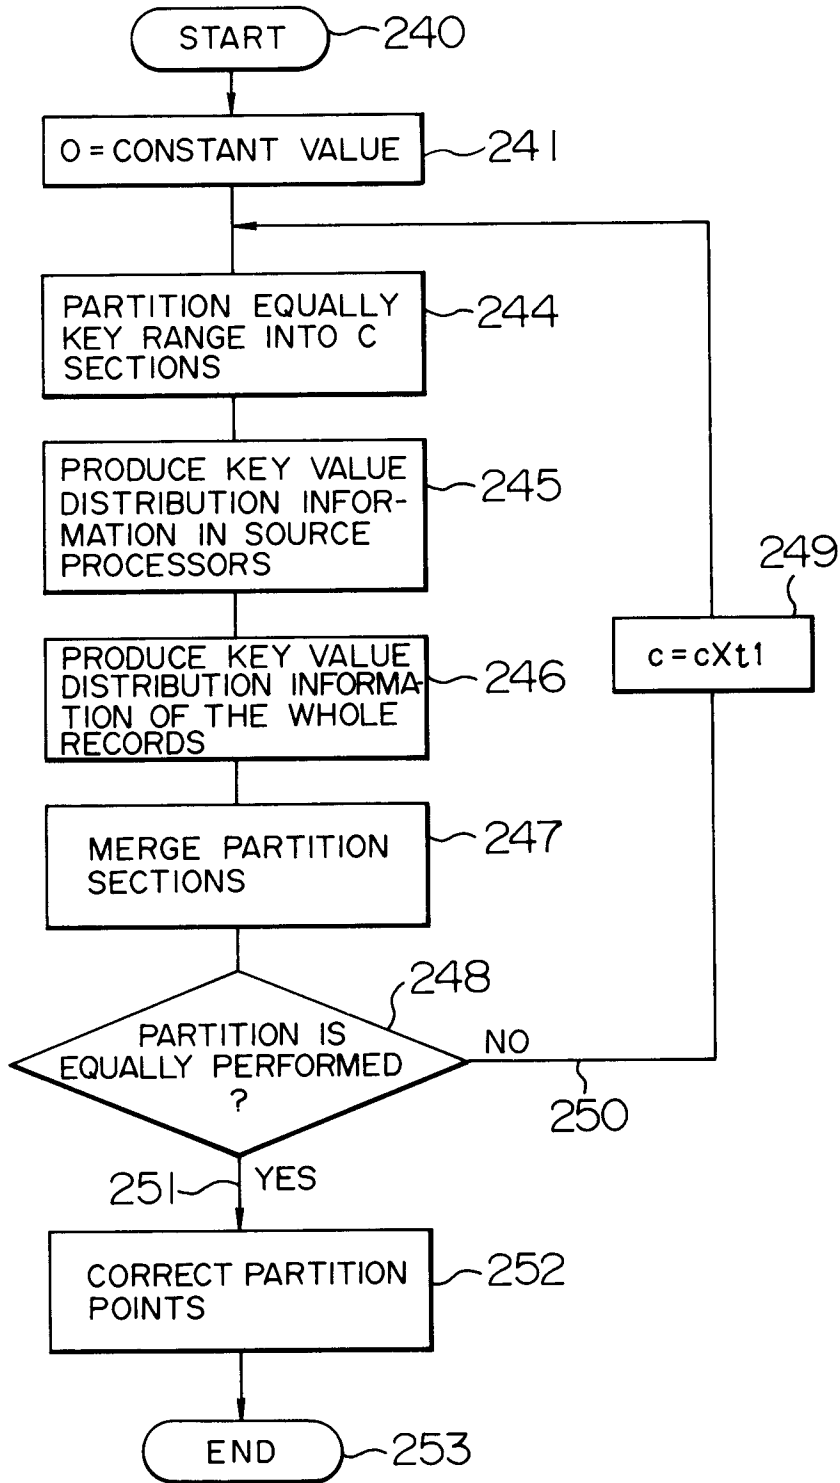 START
240
O = CONSTANT VALUE
241
PARTITION EQUALLY
KEY RANGE INTO C
SECTIONS
244
PRODUCE KEY VALUE
DISTRIBUTION INFOR-
MATION IN SOURCE
PROCESSORS
245
249
c = cXt1
PRODUCE KEY VALUE
DISTRIBUTION INFORMA-
TION OF THE WHOLE
RECORDS
246
MERGE PARTITION
SECTIONS
247
248
PARTITION IS
EQUALLY PERFORMED
?
NO
250
251
YES
CORRECT PARTITION
POINTS
252
END
253